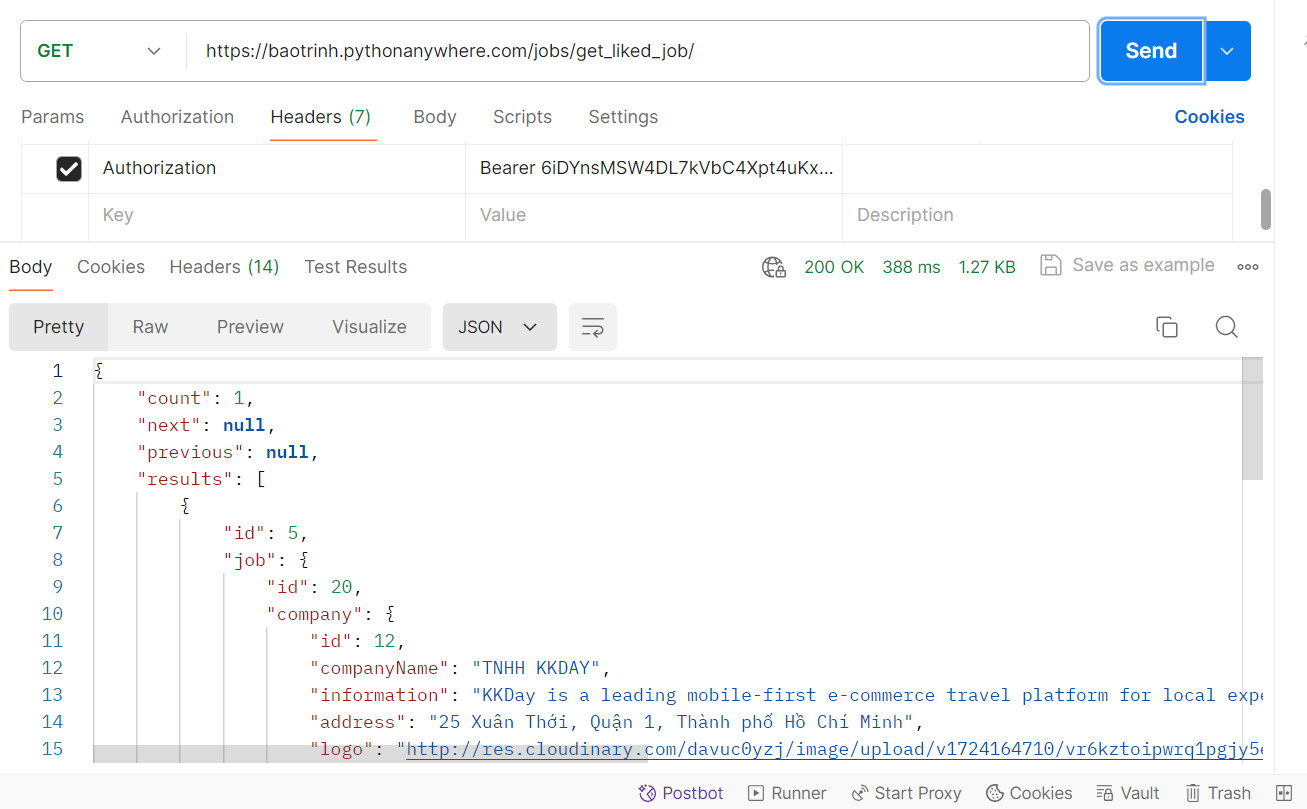 GET https://baotrinh.pythonanywhere.com/jobs/get_liked_job/ Send
Params Authorization Headers (7) Body Scripts Settings Cookies
Authorization Bearer 6iDYnsMSW4DL7kVbC4Xpt4uKx...
Key Value Description
Body Cookies Headers (14) Test Results 200 OK 388 ms 1.27 KB Save as example
Pretty Raw Preview Visualize JSON
1 {
2 "count": 1,
3 "next": null,
4 "previous": null,
5 "results": [
6 {
7 "id": 5,
8 "job": {
9 "id": 20,
10 "company": {
11 "id": 12,
12 "companyName": "TNHH KKDAY",
13 "information": "KKDay is a leading mobile-first e-commerce travel platform for local expe
14 "address": "25 Xuân Thới, Quận 1, Thành phố Hồ Chí Minh",
15 "logo": "http://res.cloudinary.com/davuc0yzj/image/upload/v1724164710/vr6kztoipwrq1pgjy5e
Postbot Runner Start Proxy Cookies Vault Trash